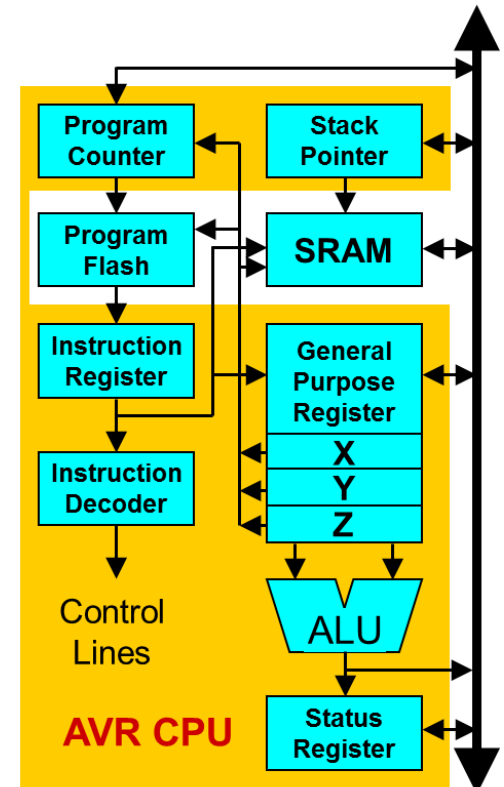 Program
Counter
Stack
Pointer
Program
Flash
SRAM
Instruction
Register
General
Purpose
Register
X
Y
Z
Instruction
Decoder
Control
Lines
ALU
AVR CPU
Status
Register